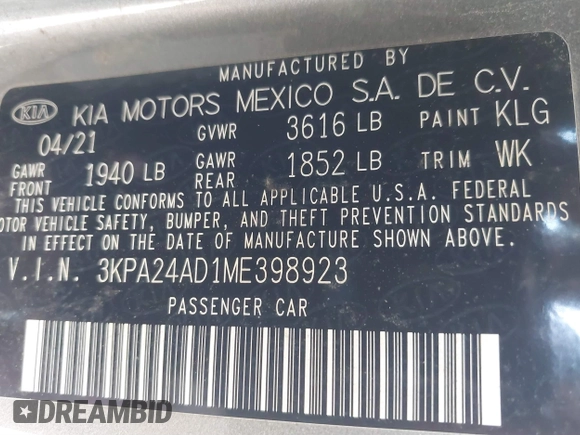 MANUFACTURED BY
KIA KIA MOTORS MEXICO S.A. DE C.V.
04/21 GVWR 3616 LB PAINT KLG
GAWR FRONT 1940 LB GAWR REAR 1852 LB TRIM WK
THIS VEHICLE CONFORMS TO ALL APPLICABLE U.S.A. FEDERAL
MOTOR VEHICLE SAFETY, BUMPER, AND THEFT PREVENTION STANDARDS
IN EFFECT ON THE DATE OF MANUFACTURE SHOWN ABOVE.
V.I.N. 3KPA24AD1ME398923
PASSENGER CAR
DREAMBID